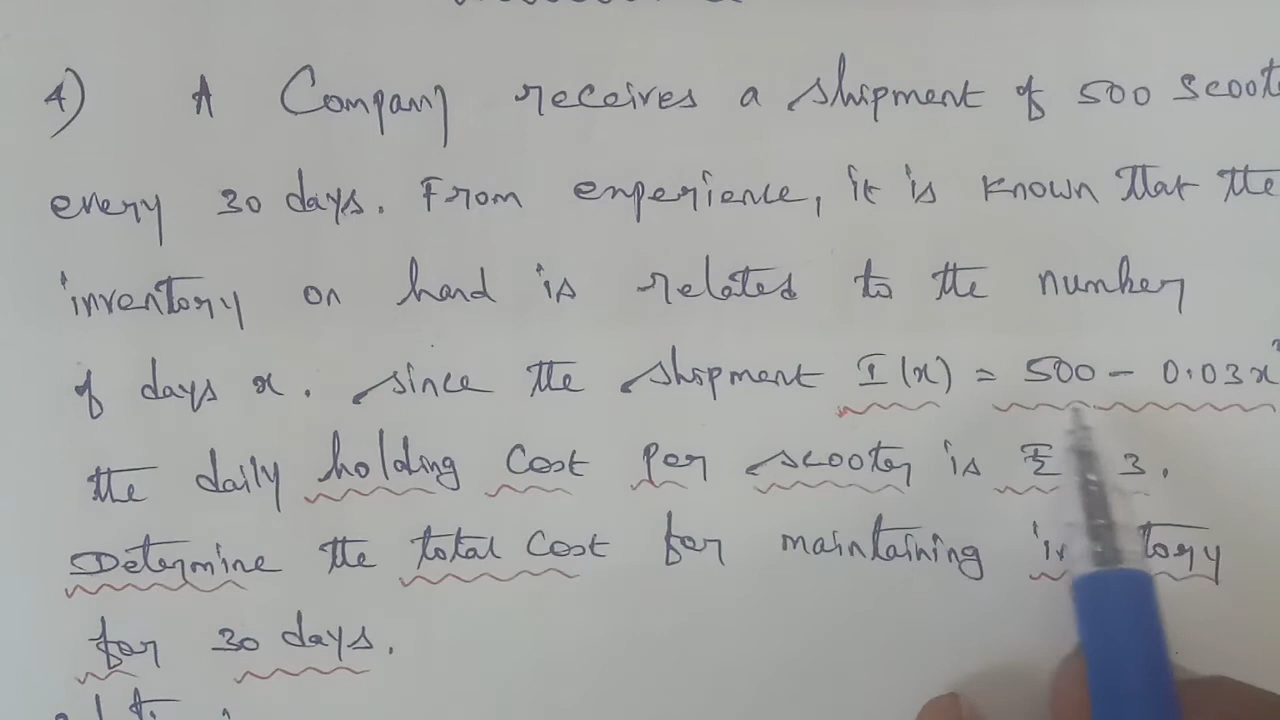 4) A Company receives a shipment of 500 Scoot
every 30 days. From experience, it is known that the
inventory on hand is related to the number
of days x. since the shipment I(x) = 500 - 0.03x
the daily holding cost per scooter is ₹ 3.
Determine the total cost for maintaining
for 30 days.